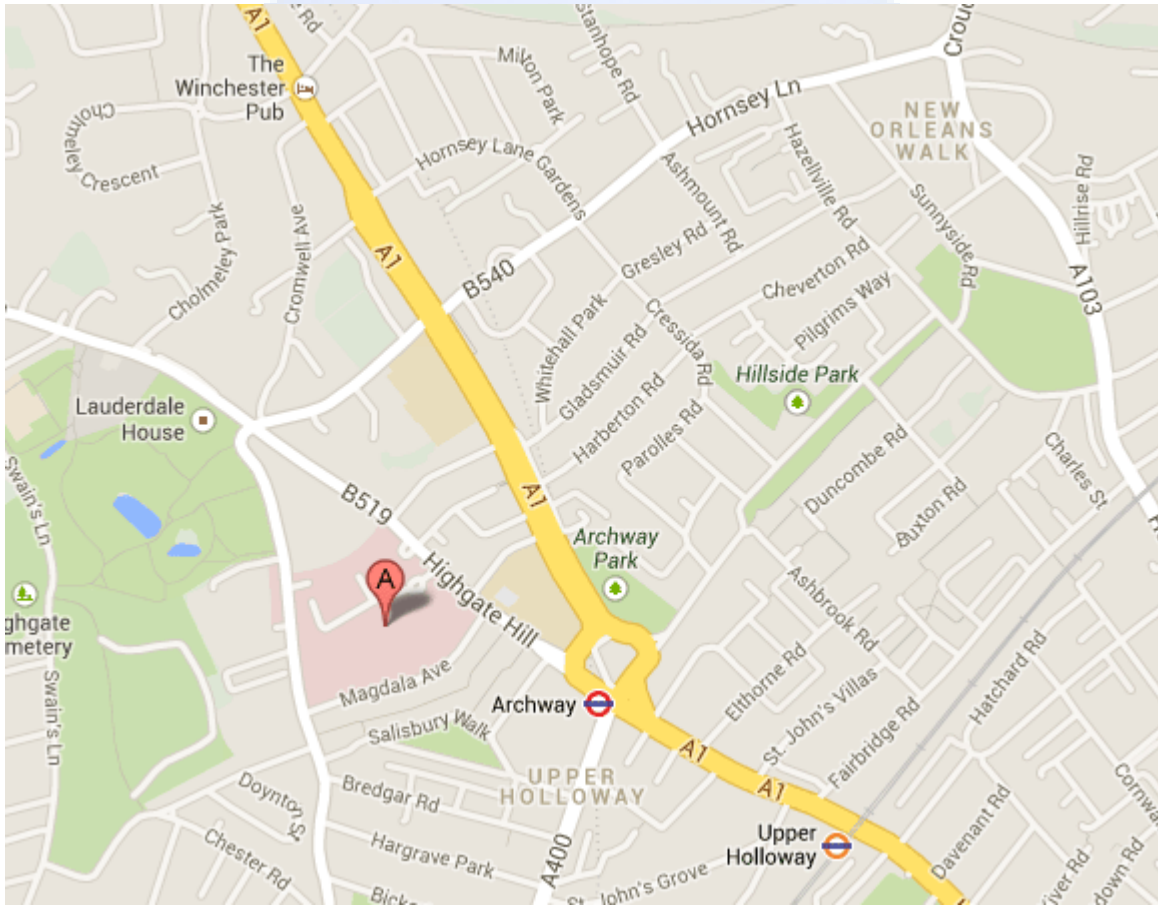 A1
The
Winchester
Pub
Milton Park
Stanhope Rd
Hornsey Ln
NEW
ORLEANS
WALK
Cholmeley
Crescent
Cholmeley Park
Cromwell Ave
Hornsey Lane Gardens
Ashmount Rd
Hazellville Rd
Sunnyside Rd
Hillrise Rd
A1
B540
Gresley Rd
Cheverton Rd
Pilgrims Way
A103
Whitehall Park
Gladsmuir Rd
Cressida Rd
Hillside Park
Lauderdale
House
Harberton Rd
Parolles Rd
Duncombe Rd
Charles St
Swain's Ln
B519
A1
Buxton Rd
Archway
Park
Highgate Hill
A
ghgate
metery
Ashbrook Rd
Hatchard Rd
Swain's Ln
Magdala Ave
Elthorne Rd
Archway
St. John's Villas
Fairbridge Rd
Salisbury Walk
A1
A1
UPPER
HOLLOWAY
Doynton St
Bredgar Rd
Upper
Holloway
Davenant Rd
Chester Rd
Hargrave Park
A400
St. John's Grove